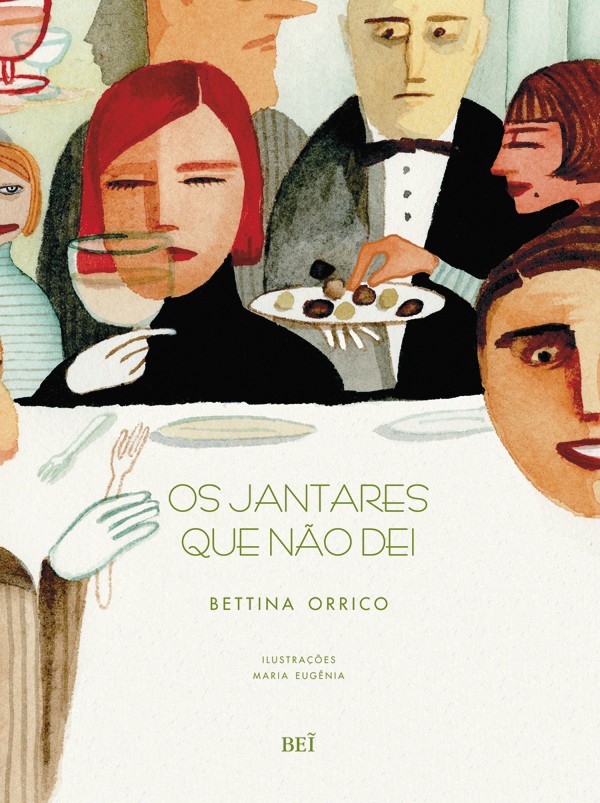 OS JANTARES
QUE NÃO DEI
BETTINA ORRICO
ILUSTRAÇÕES
MARIA EUGÊNIA
BEĨ